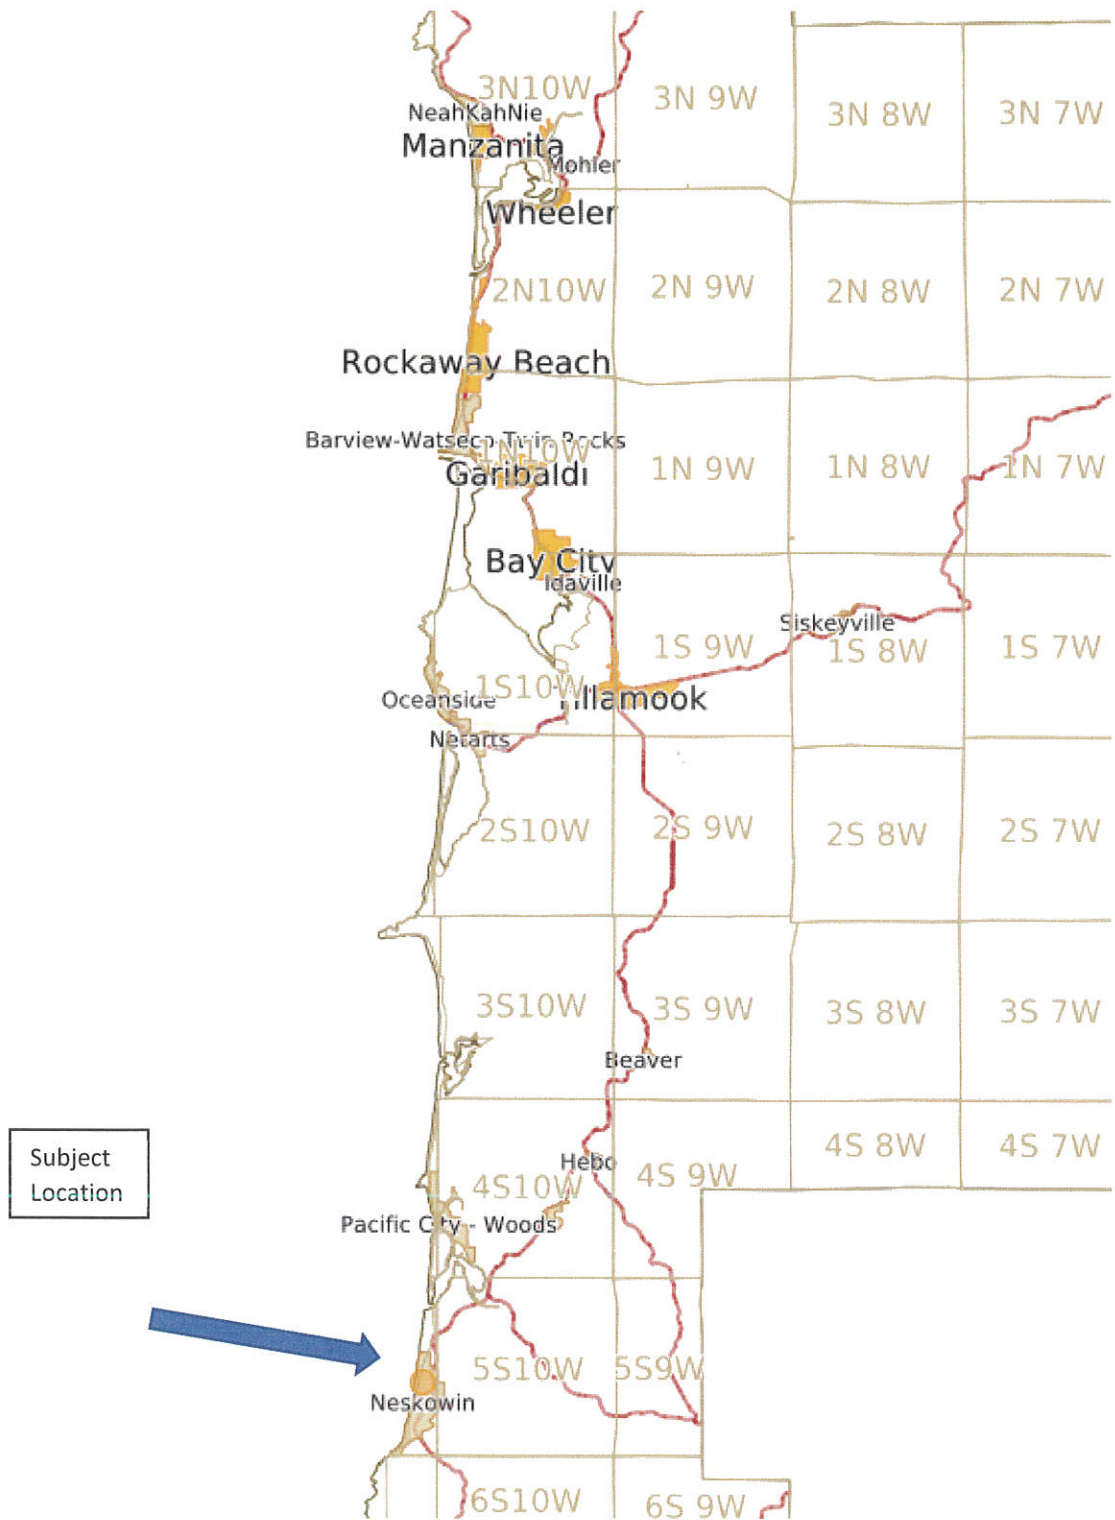 3N10W
3N 9W
3N 8W
3N 7W
NeahKahNie
Manzanita
Mohler
Wheeler
2N10W
2N 9W
2N 8W
2N 7W
Rockaway Beach
Barview-Watseco-Twin Rocks
1N10W
1N 9W
1N 8W
1N 7W
Garibaldi
Bay City
Idaville
Siskeyville
1S 9W
1S 8W
1S 7W
1S10W
Oceanside
Tillamook
Netarts
2S10W
2S 9W
2S 8W
2S 7W
3S10W
3S 9W
3S 8W
3S 7W
Beaver
Subject
Location
4S 8W
4S 7W
Hebo
4S10W
4S 9W
Pacific City - Woods
5S10W
5S9W
Neskowin
6S10W
6S 9W